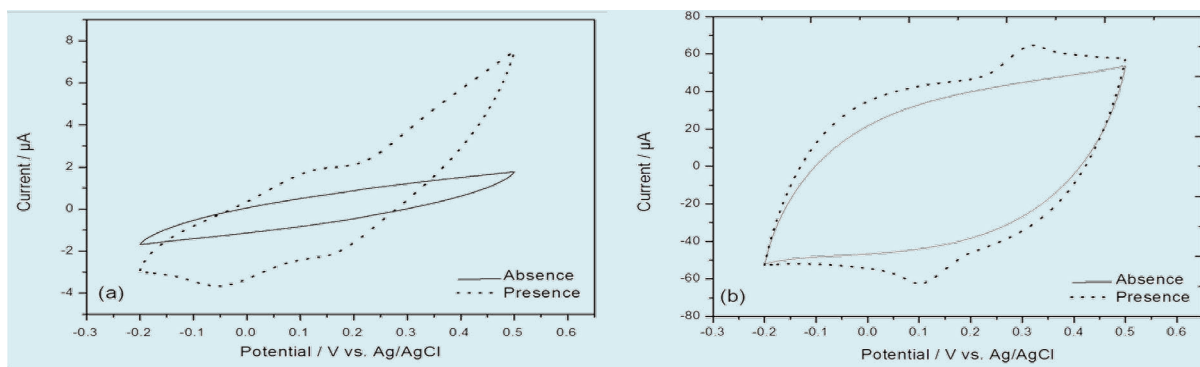 8
6
4
2
0
-2
-4
Current / µA
(a)
Absence
Presence
-0.3 -0.2 -0.1 0.0 0.1 0.2 0.3 0.4 0.5 0.6
Potential / V vs. Ag/AgCl
80
60
40
20
0
-20
-40
-60
-80
Current / µA
(b)
Absence
Presence
-0.3 -0.2 -0.1 0.0 0.1 0.2 0.3 0.4 0.5 0.6
Potential / V vs. Ag/AgCl